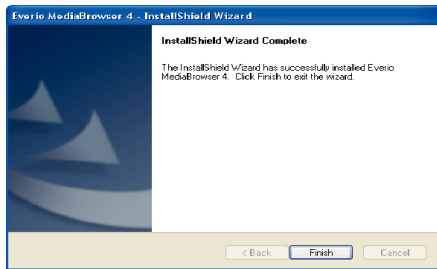 Everio MediaBrowser 4 - InstallShield Wizard
InstallShield Wizard Complete
The InstallShield Wizard has successfully installed Everio
MediaBrowser 4. Click Finish to exit the wizard.
< Back Finish Cancel